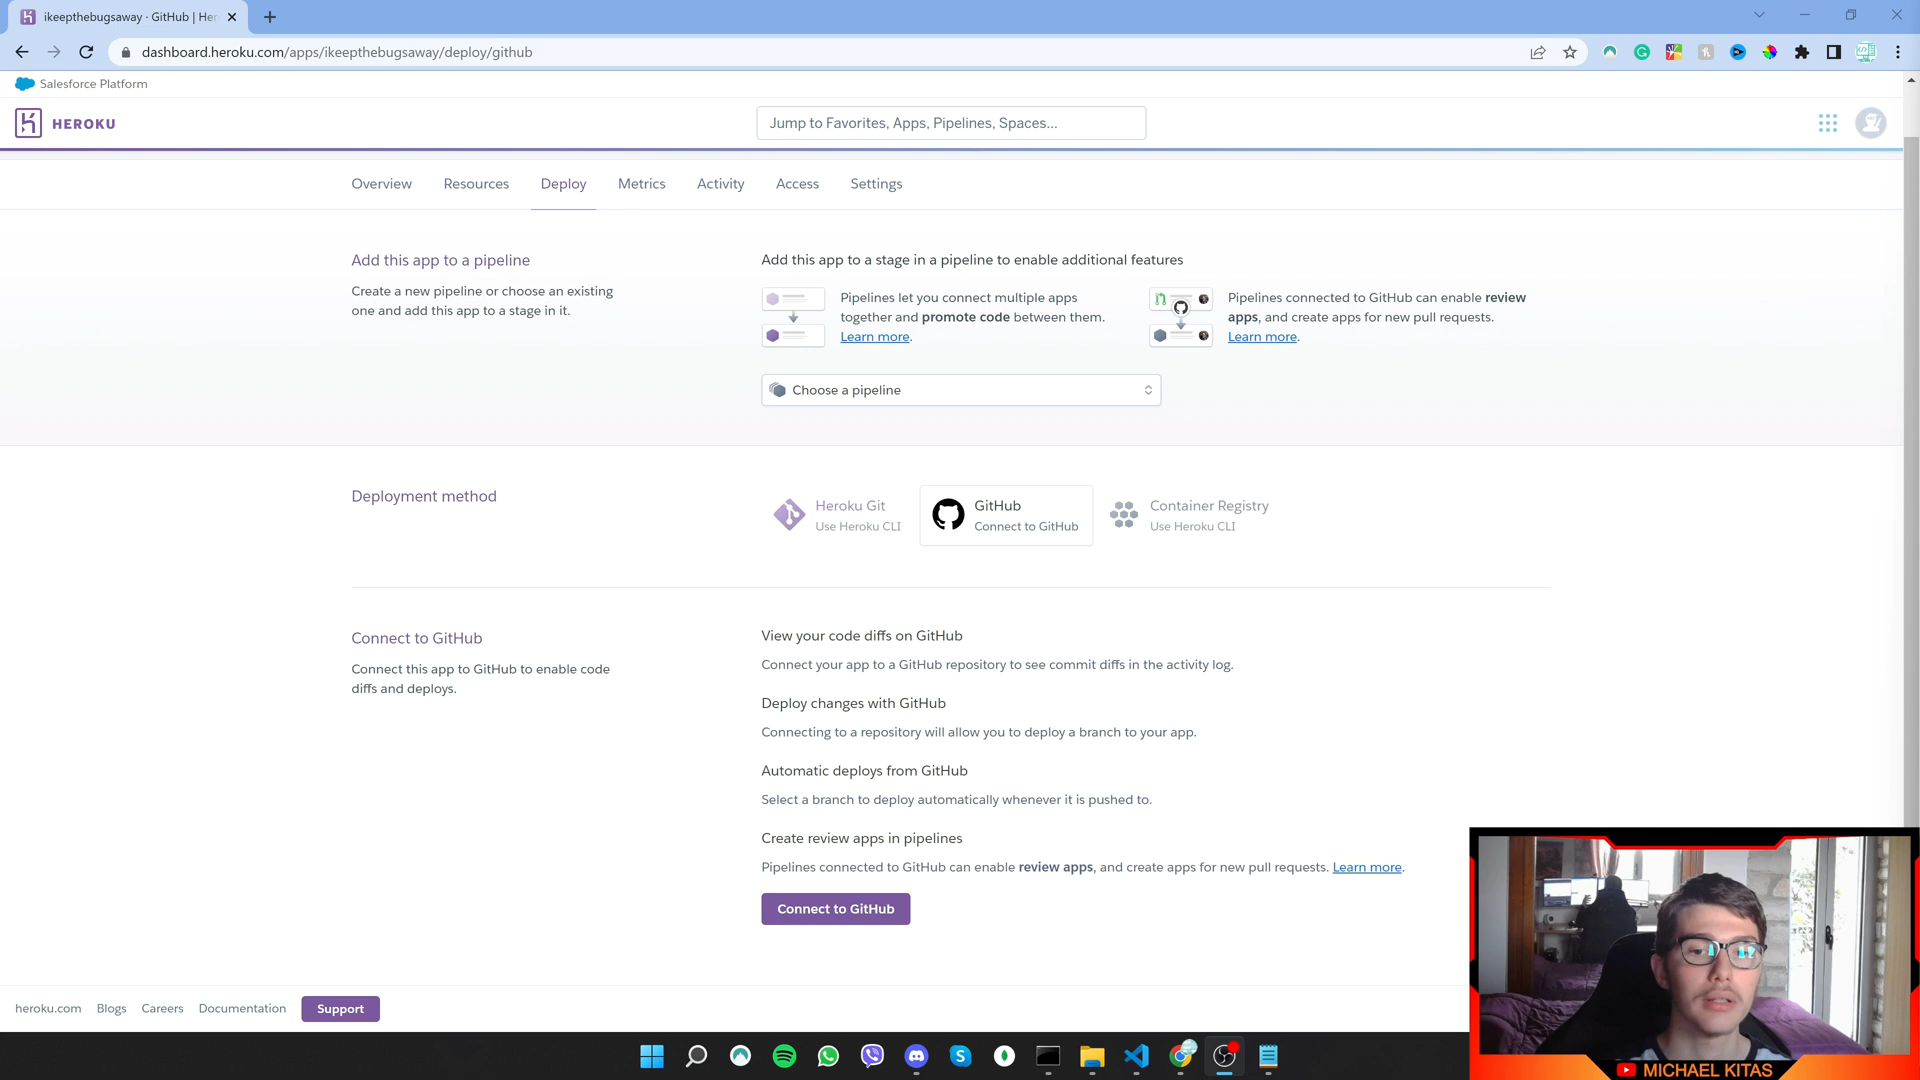 ikeepthebugsaway · GitHub | Her
dashboard.heroku.com/apps/ikeepthebugsaway/deploy/github
Salesforce Platform
HEROKU
Jump to Favorites, Apps, Pipelines, Spaces...
Overview Resources Deploy Metrics Activity Access Settings
Add this app to a pipeline
Create a new pipeline or choose an existing
one and add this app to a stage in it.
Add this app to a stage in a pipeline to enable additional features
Pipelines let you connect multiple apps
together and promote code between them.
Learn more.
Pipelines connected to GitHub can enable review
apps, and create apps for new pull requests.
Learn more.
Choose a pipeline
Deployment method
Heroku Git
Use Heroku CLI
GitHub
Connect to GitHub
Container Registry
Use Heroku CLI
Connect to GitHub
Connect this app to GitHub to enable code
diffs and deploys.
View your code diffs on GitHub
Connect your app to a GitHub repository to see commit diffs in the activity log.
Deploy changes with GitHub
Connecting to a repository will allow you to deploy a branch to your app.
Automatic deploys from GitHub
Select a branch to deploy automatically whenever it is pushed to.
Create review apps in pipelines
Pipelines connected to GitHub can enable review apps, and create apps for new pull requests. Learn more.
Connect to GitHub
heroku.com Blogs Careers Documentation Support
MICHAEL KITAS